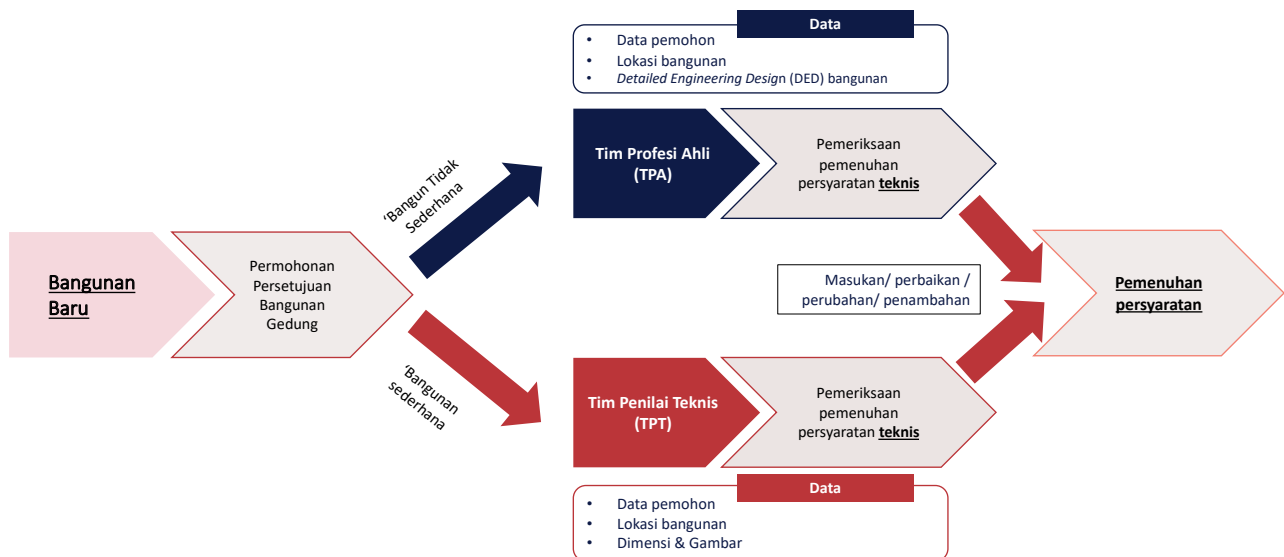 Data
• Data pemohon
• Lokasi bangunan
• Detailed Engineering Design (DED) bangunan
Tim Profesi Ahli
(TPA)
Pemeriksaan
pemenuhan
persyaratan teknis
'Bangun Tidak
Sederhana
Bangunan
Baru
Permohonan
Persetujuan
Bangunan
Gedung
Masukan/ perbaikan /
perubahan/ penambahan
Pemenuhan
persyaratan
'Bangunan
sederhana
Tim Penilai Teknis
(TPT)
Pemeriksaan
pemenuhan
persyaratan teknis
Data
• Data pemohon
• Lokasi bangunan
• Dimensi & Gambar